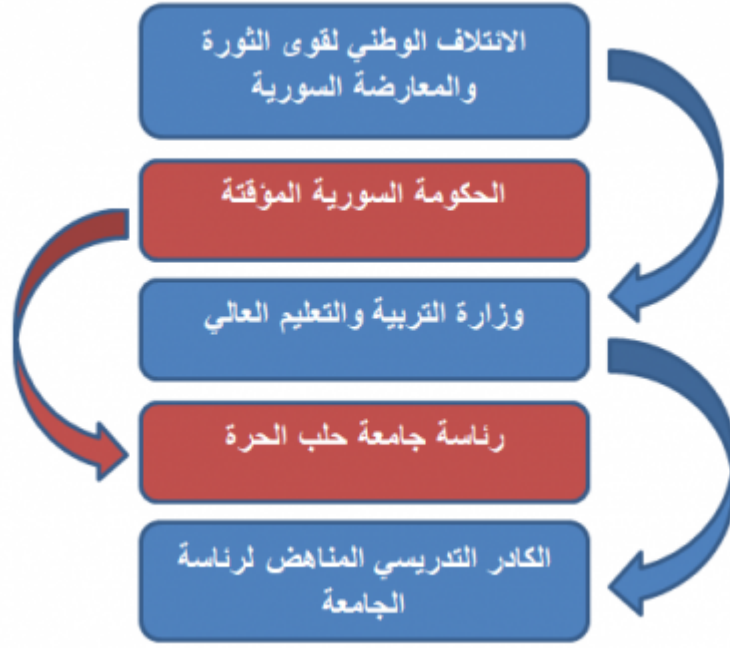 الائتلاف الوطني لقوى الثورة
والمعارضة السورية
الحكومة السورية المؤقتة
وزارة التربية والتعليم العالي
رئاسة جامعة حلب الحرة
الكادر التدريسي المناهض لرئاسة
الجامعة